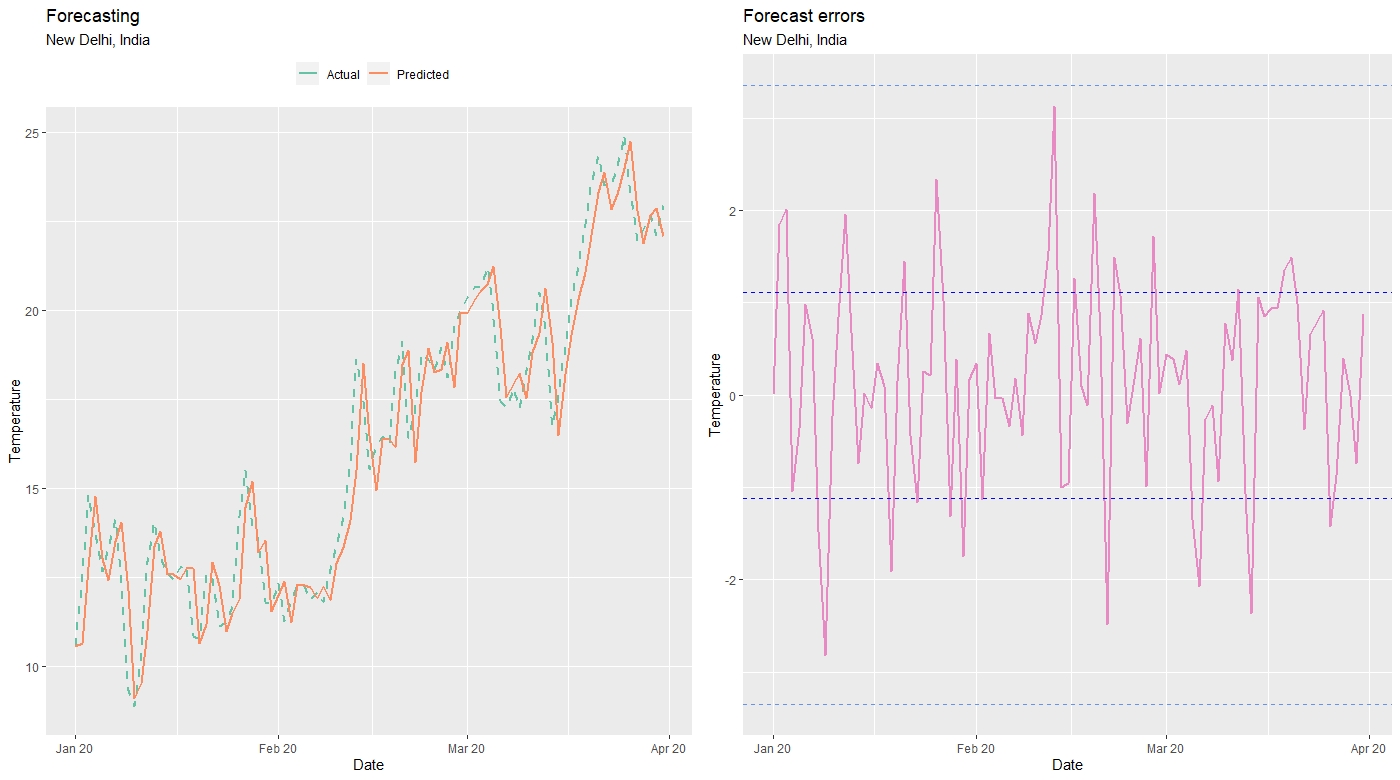 Forecasting
New Delhi, India
Actual Predicted
25
20
15
10
Temperature
Jan 20 Feb 20 Mar 20 Apr 20
Date
Forecast errors
New Delhi, India
2
0
-2
Temperature
Jan 20 Feb 20 Mar 20 Apr 20
Date